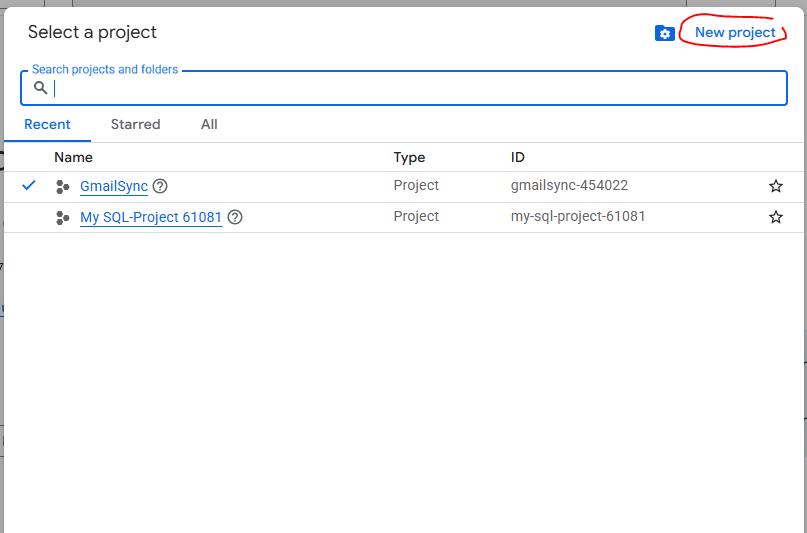 Select a project
New project
Search projects and folders
Recent Starred All
Name Type ID
GmailSync Project gmailsync-454022
My SQL-Project 61081 Project my-sql-project-61081